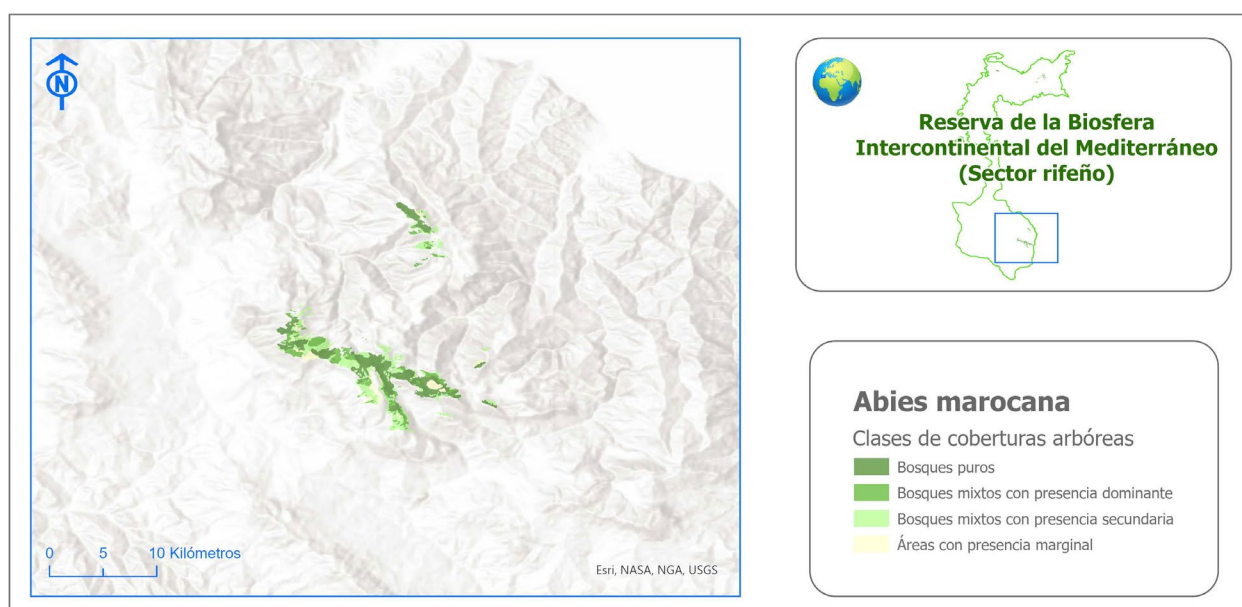 N
0 5 10 Kilómetros
Esri, NASA, NGA, USGS
Reserva de la Biosfera
Intercontinental del Mediterráneo
(Sector rifeño)
Abies marocana
Clases de coberturas arbóreas
Bosques puros
Bosques mixtos con presencia dominante
Bosques mixtos con presencia secundaria
Áreas con presencia marginal